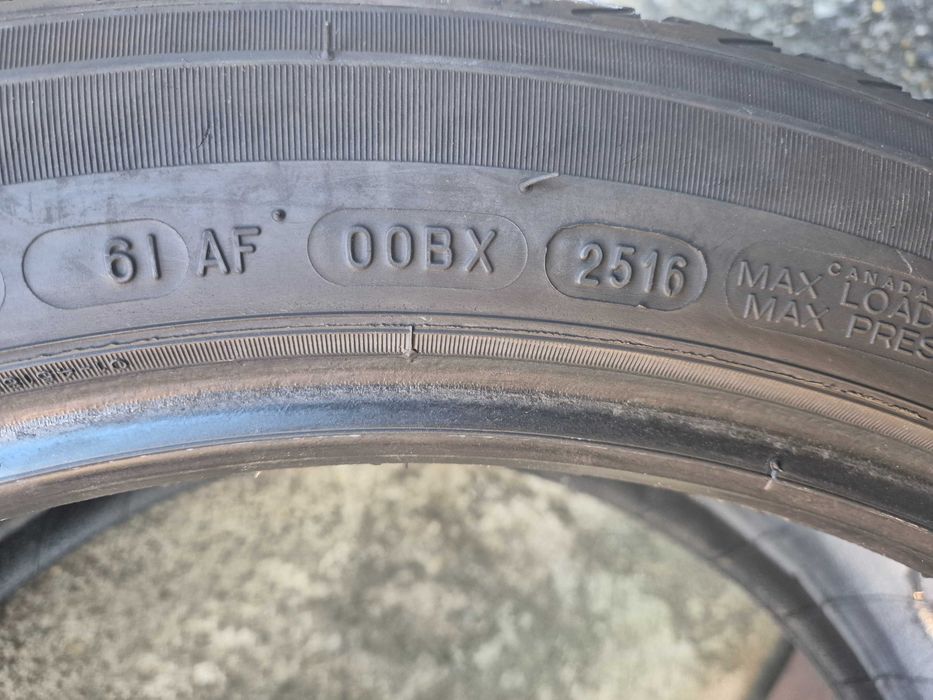 61 AF 00BX 2516
CANADA
MAX LOAD
MAX PRES